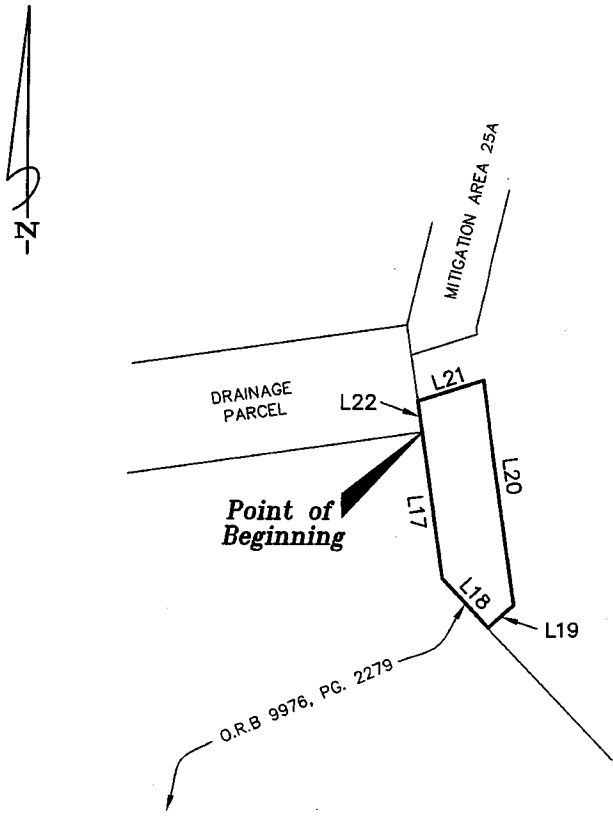 -N-
MITIGATION AREA 25A
DRAINAGE
PARCEL
L22
L21
L20
Point of
Beginning
L17
L18
L19
O.R.B 9976, PG. 2279